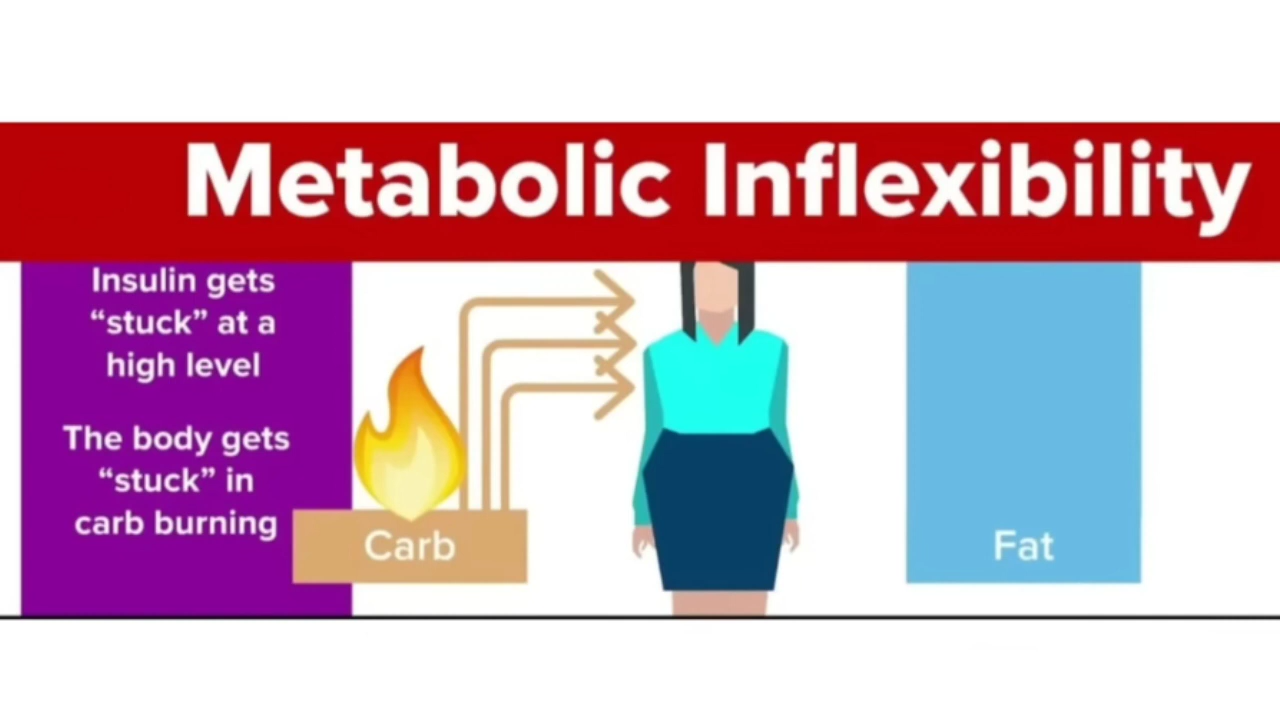 Metabolic Inflexibility
Insulin gets
“stuck” at a
high level
The body gets
“stuck” in
carb burning
Carb
Fat